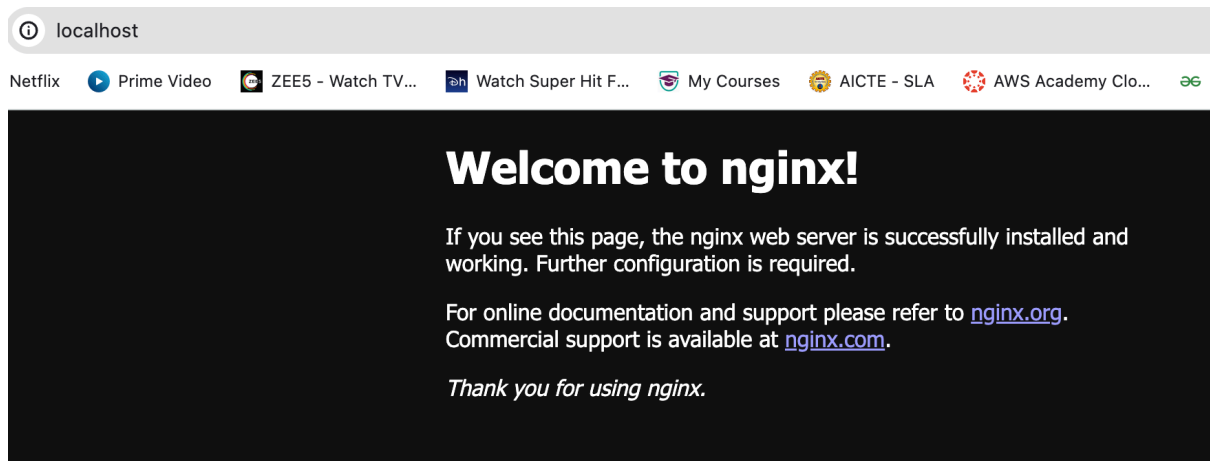 localhost
Netflix Prime Video ZEE5 - Watch TV... Watch Super Hit F... My Courses AICTE - SLA AWS Academy Clo...
Welcome to nginx!
If you see this page, the nginx web server is successfully installed and
working. Further configuration is required.
For online documentation and support please refer to nginx.org.
Commercial support is available at nginx.com.
Thank you for using nginx.